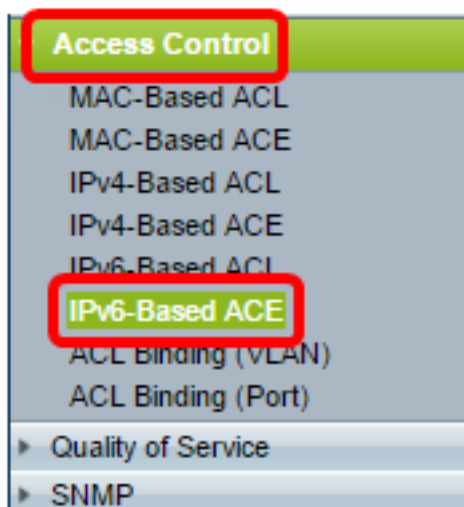 Access Control
MAC-Based ACL
MAC-Based ACE
IPv4-Based ACL
IPv4-Based ACE
IPv6-Based ACL
IPv6-Based ACE
ACL Binding (VLAN)
ACL Binding (Port)
Quality of Service
SNMP